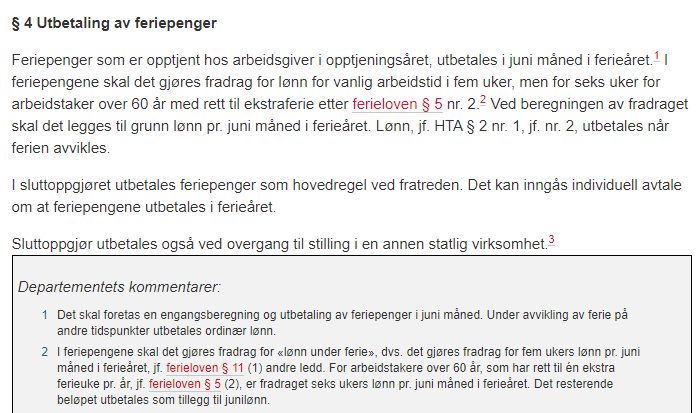 § 4 Utbetaling av feriepenger
Feriepenger som er opptjent hos arbeidsgiver i opptjeningsåret, utbetales i juni måned i ferieåret.1 I
feriepengene skal det gjøres fradrag for lønn for vanlig arbeidstid i fem uker, men for seks uker for
arbeidstaker over 60 år med rett til ekstraferie etter ferieloven § 5 nr. 2.2 Ved beregningen av fradraget
skal det legges til grunn lønn pr. juni måned i ferieåret. Lønn, jf. HTA § 2 nr. 1, jf. nr. 2, utbetales når
ferien avvikles.
I sluttoppgjøret utbetales feriepenger som hovedregel ved fratreden. Det kan inngås individuell avtale
om at feriepengene utbetales i ferieåret.
Sluttoppgjør utbetales også ved overgang til stilling i en annen statlig virksomhet.3
Departementets kommentarer:
1 Det skal foretas en engangsberegning og utbetaling av feriepenger i juni måned. Under avvikling av ferie på
andre tidspunkter utbetales ordinær lønn.
2 I feriepengene skal det gjøres fradrag for «lønn under ferie», dvs. det gjøres fradrag for fem ukers lønn pr. juni
måned i ferieåret, jf. ferieloven § 11 (1) andre ledd. For arbeidstakere over 60 år, som har rett til én ekstra
ferieuke pr. år, jf. ferieloven § 5 (2), er fradraget seks ukers lønn pr. juni måned i ferieåret. Det resterende
beløpet utbetales som tillegg til junilønn.